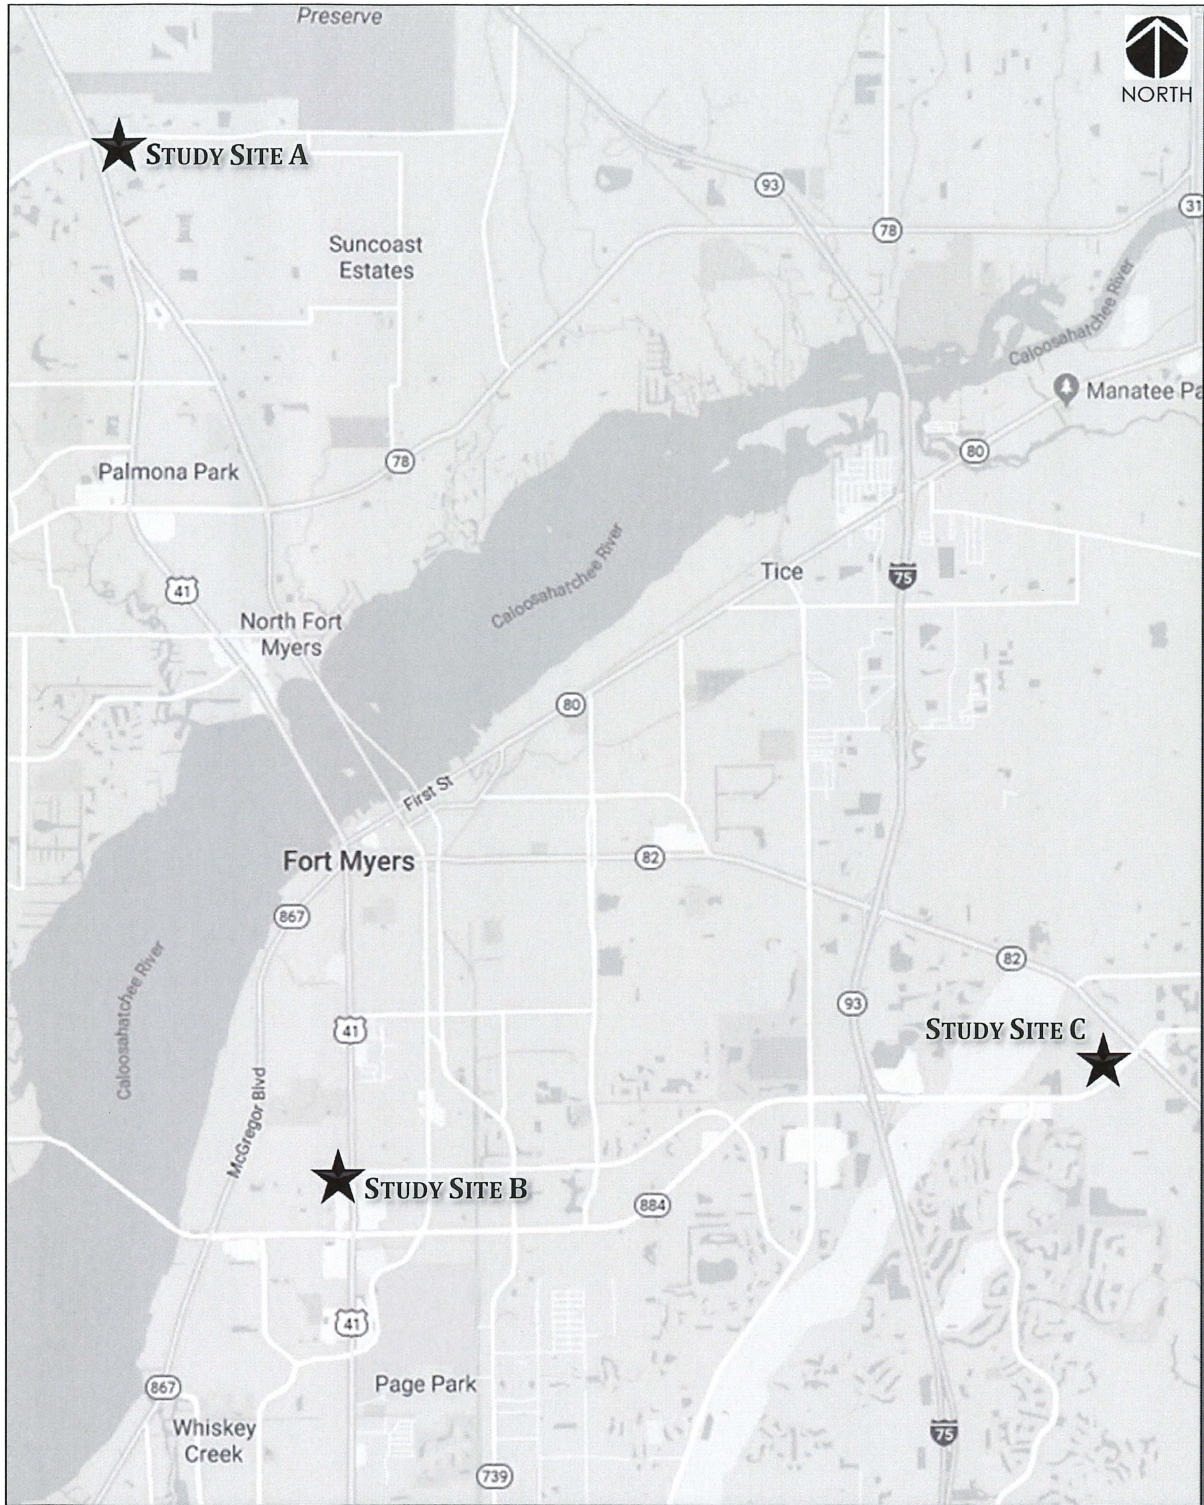 Preserve
NORTH
STUDY SITE A
93
31
78
Suncoast
Estates
Caloosahatchee River
Manatee Pa
80
78
Palmona Park
Caloosahatchee River
Tice
75
41
North Fort
Myers
80
First St
Fort Myers
82
867
82
Caloosahatchee River
93
41
STUDY SITE C
McGregor Blvd
STUDY SITE B
884
41
Page Park
867
Whiskey
Creek
75
739